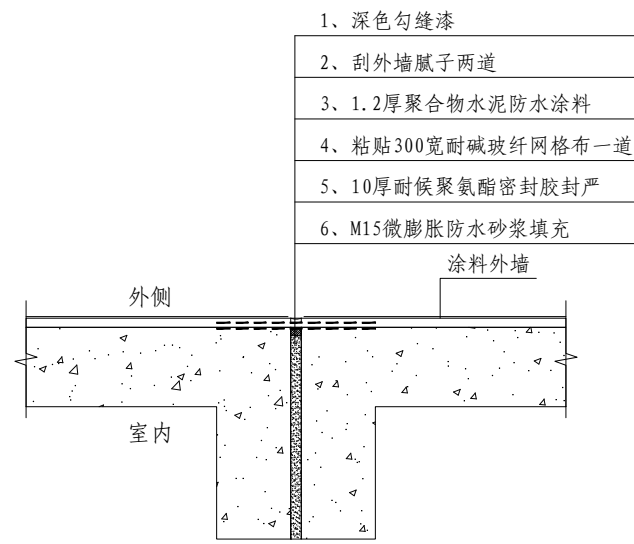 1、深色勾缝漆
2、刮外墙腻子两道
3、1.2厚聚合物水泥防水涂料
4、粘贴300宽耐碱玻纤网格布一道
5、10厚耐候聚氨酯密封胶封严
6、M15微膨胀防水砂浆填充
涂料外墙
外侧
室内